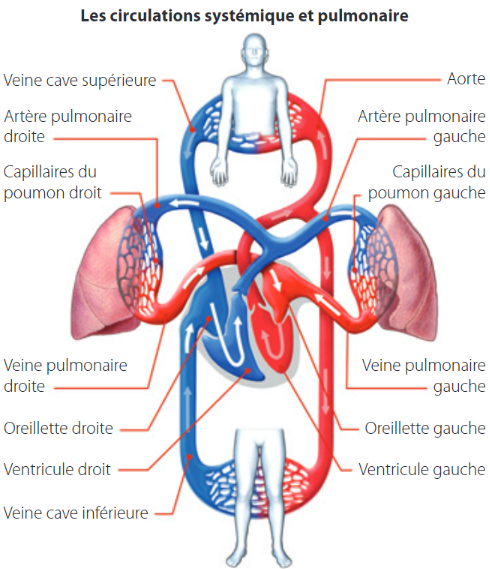 Les circulations systémique et pulmonaire
Veine cave supérieure
Aorte
Artère pulmonaire
droite
Artère pulmonaire
gauche
Capillaires du
poumon droit
Capillaires du
poumon gauche
Veine pulmonaire
droite
Veine pulmonaire
gauche
Oreillette droite
Oreillette gauche
Ventricule droit
Ventricule gauche
Veine cave inférieure